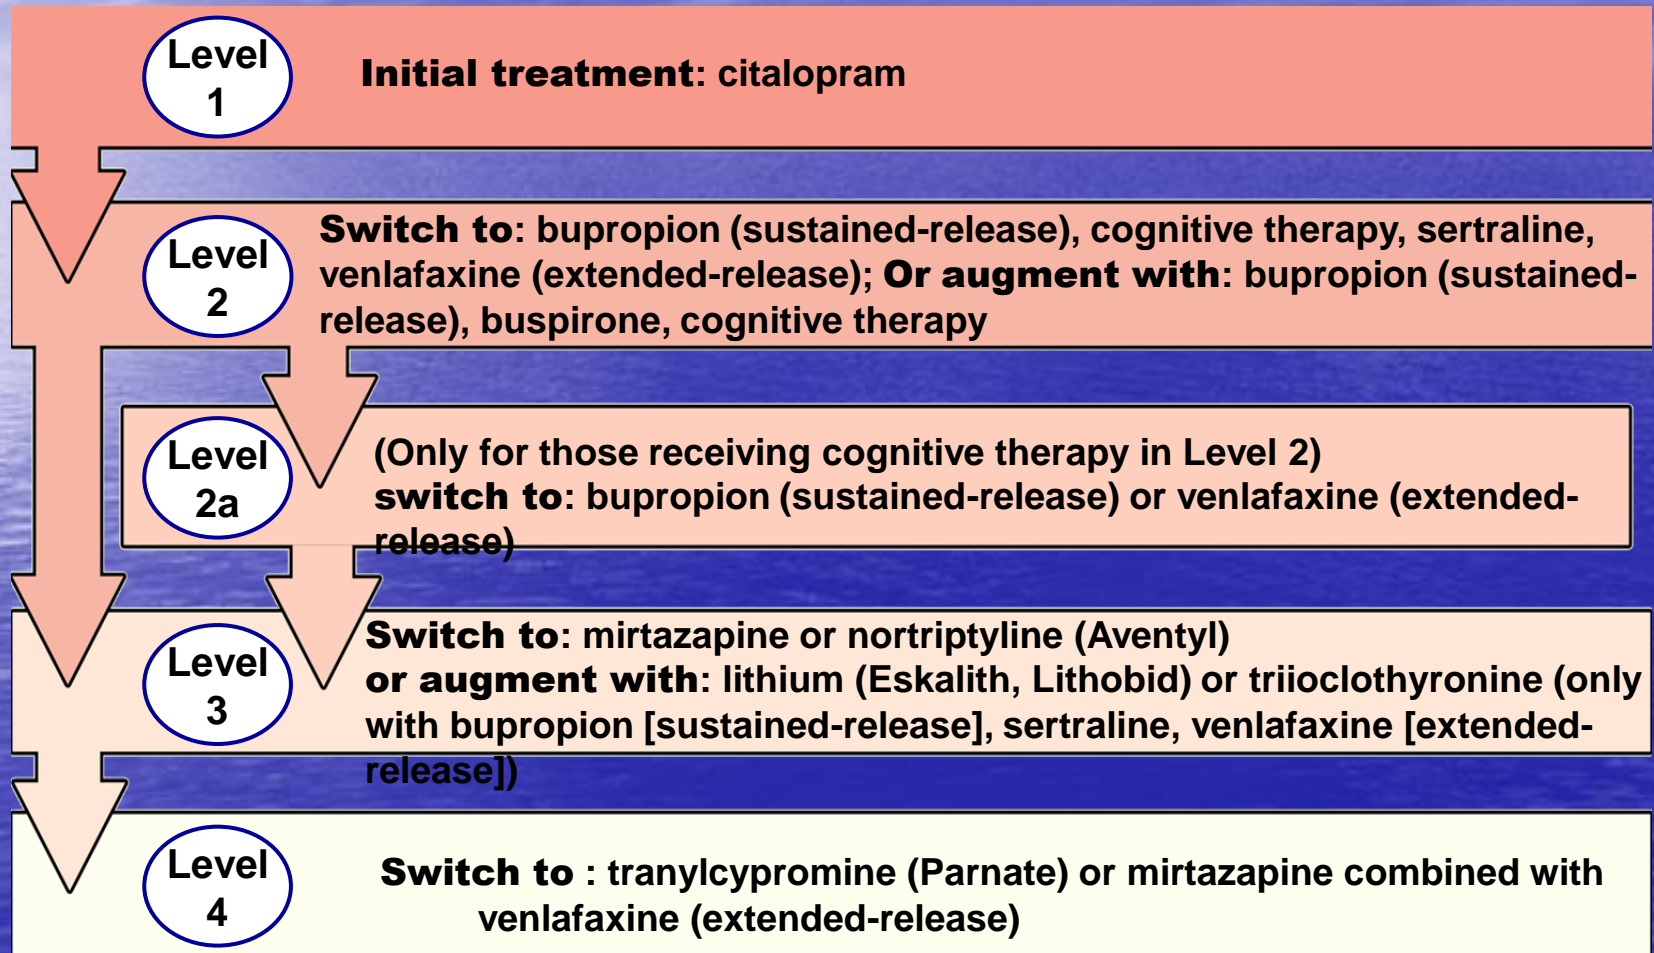 Level
1
Initial treatment: citalopram
Level
2
Switch to: bupropion (sustained-release), cognitive therapy, sertraline,
venlafaxine (extended-release); Or augment with: bupropion (sustained-
release), buspirone, cognitive therapy
Level
2a
(Only for those receiving cognitive therapy in Level 2)
switch to: bupropion (sustained-release) or venlafaxine (extended-
release)
Level
3
Switch to: mirtazapine or nortriptyline (Aventyl)
or augment with: lithium (Eskalith, Lithobid) or triioclothyronine (only
with bupropion [sustained-release], sertraline, venlafaxine [extended-
release])
Level
4
Switch to : tranylcypromine (Parnate) or mirtazapine combined with
venlafaxine (extended-release)